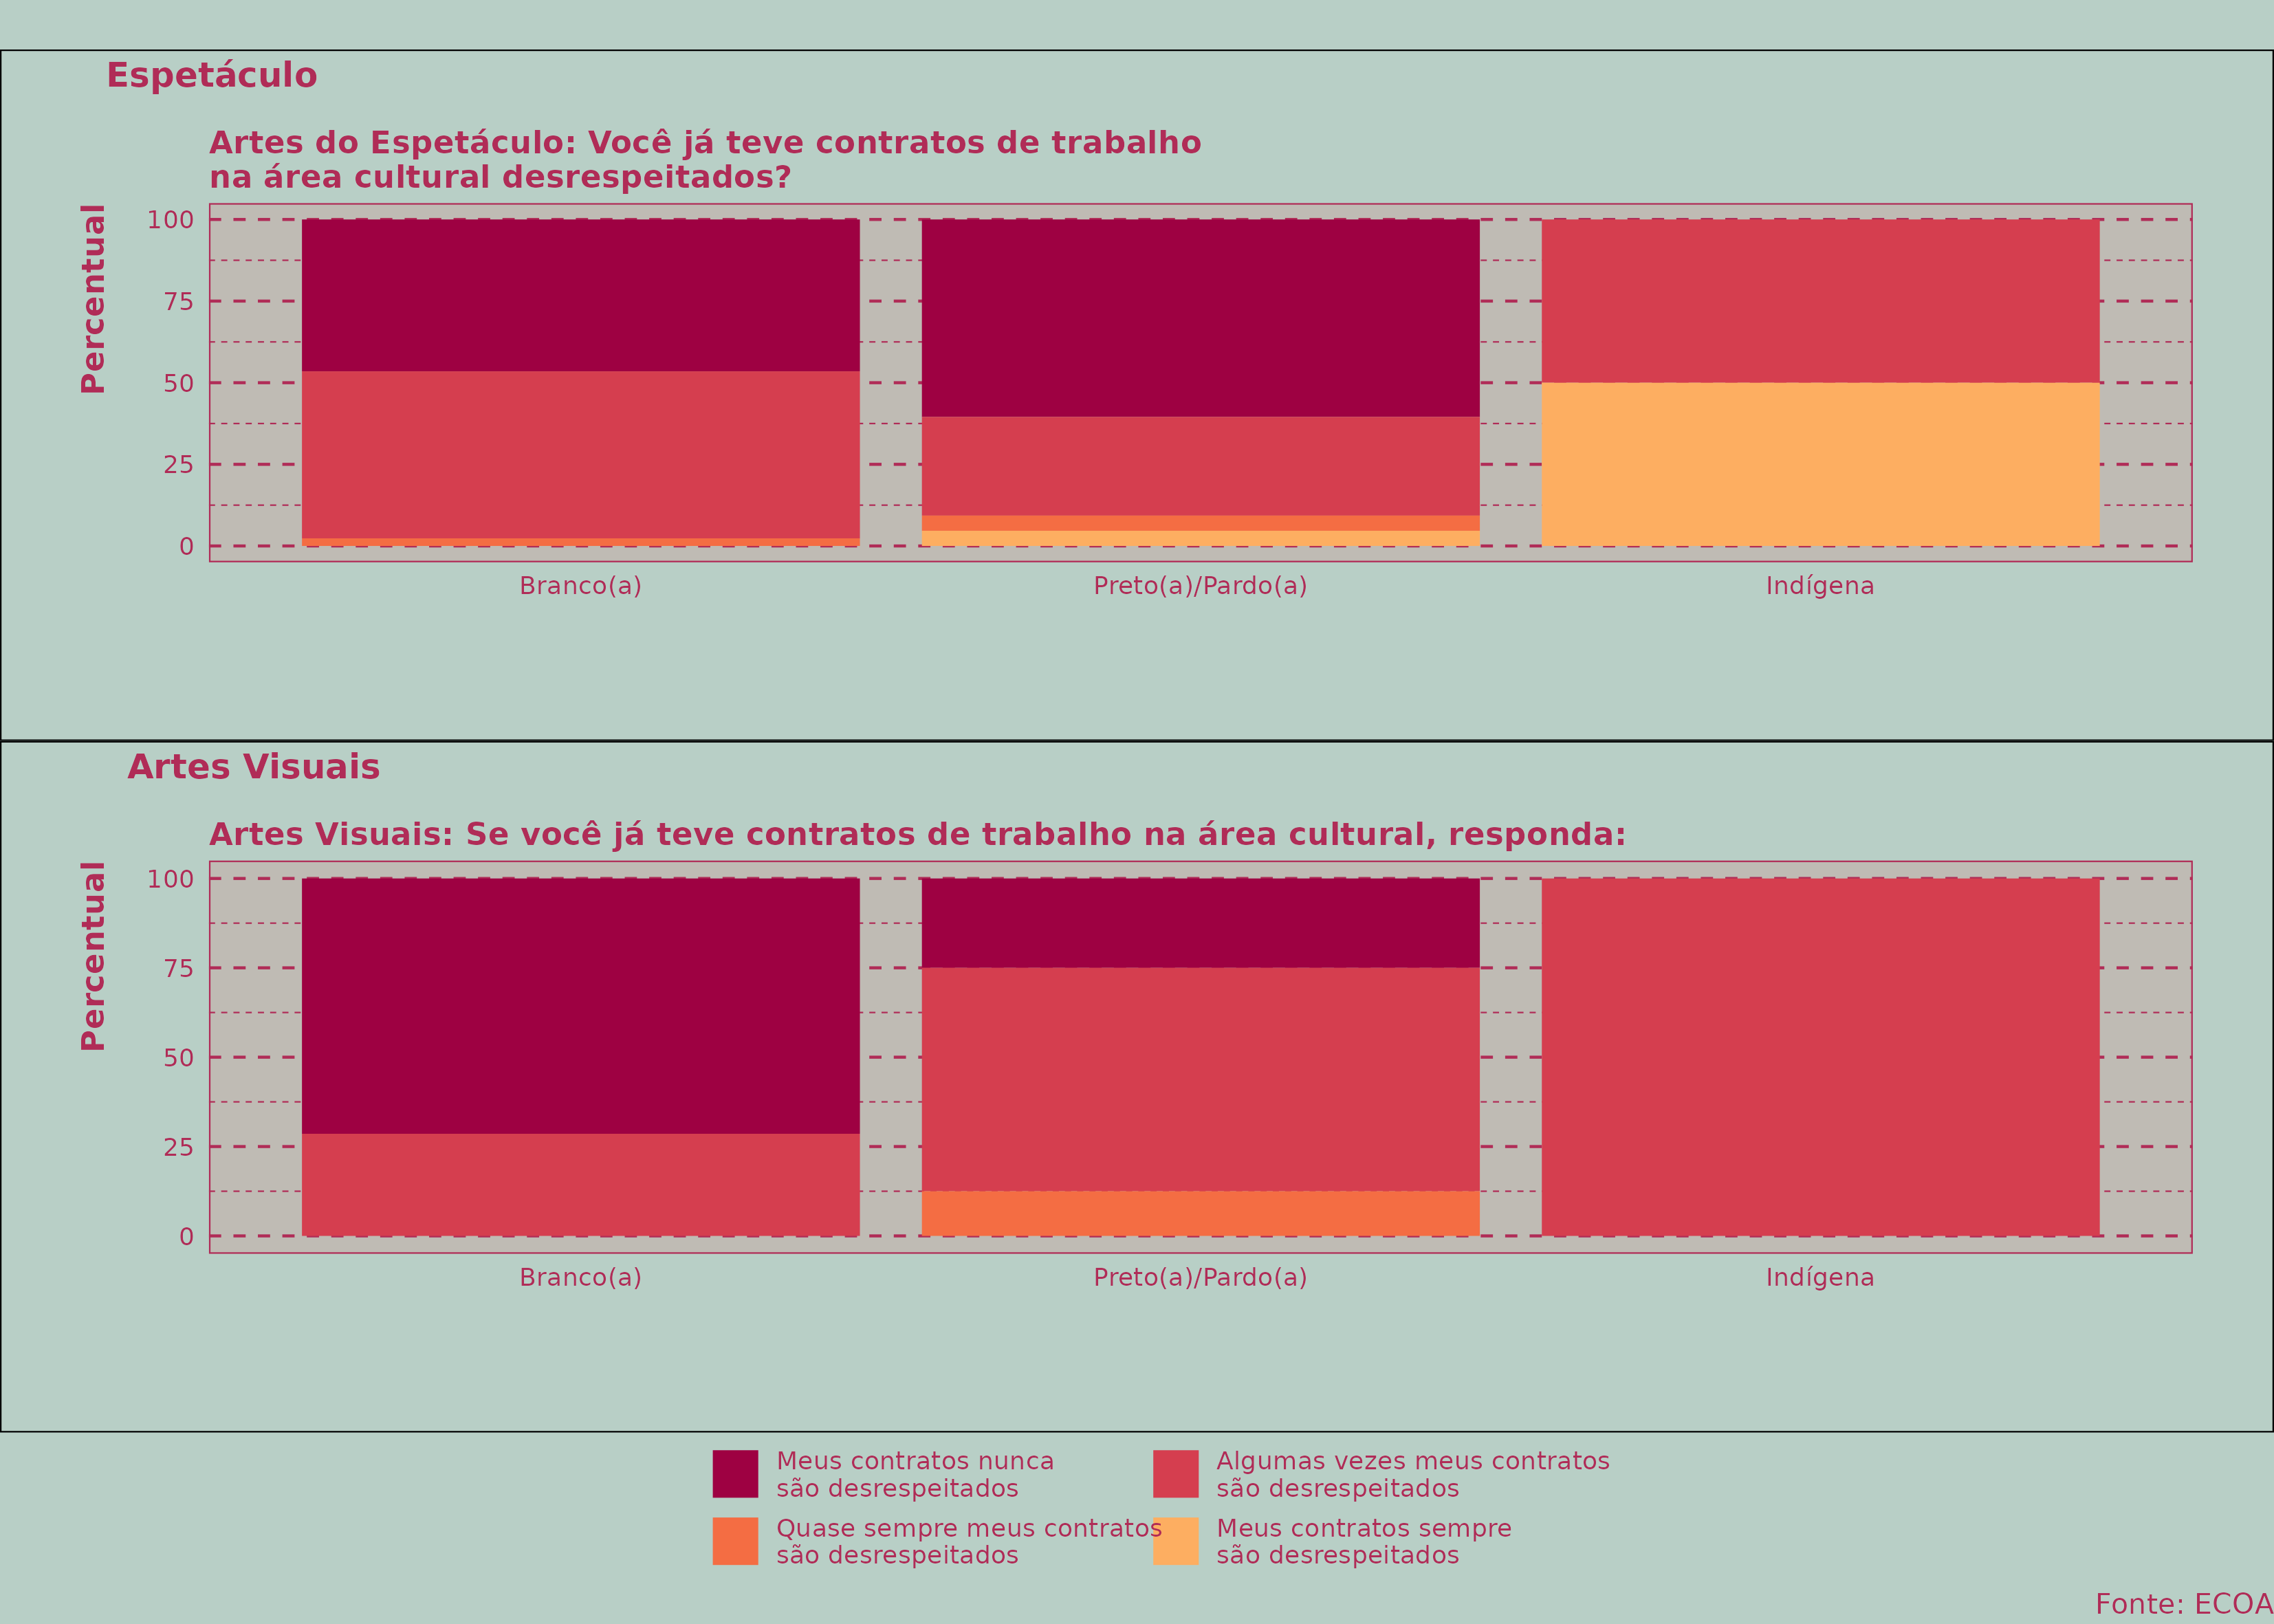 Espetáculo
Artes do Espetáculo: Você já teve contratos de trabalho
na área cultural desrespeitados?
Percentual
100
75
50
25
0
Branco(a)
Preto(a)/Pardo(a)
Indígena
Artes Visuais
Artes Visuais: Se você já teve contratos de trabalho na área cultural, responda:
Percentual
100
75
50
25
0
Branco(a)
Preto(a)/Pardo(a)
Indígena
Meus contratos nunca
são desrespeitados
Algumas vezes meus contratos
são desrespeitados
Quase sempre meus contratos
são desrespeitados
Meus contratos sempre
são desrespeitados
Fonte: ECOA